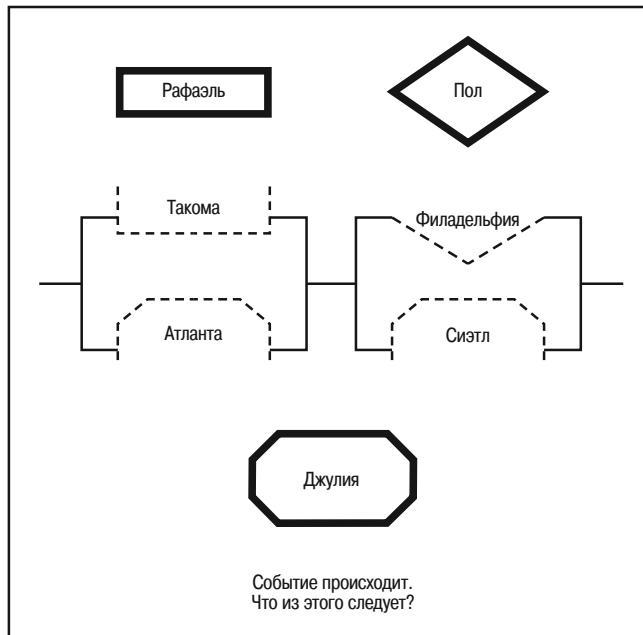 Рафаэль
Пол
Такома
Филадельфия
Атланта
Сиэтл
Джулия
Событие происходит.
Что из этого следует?